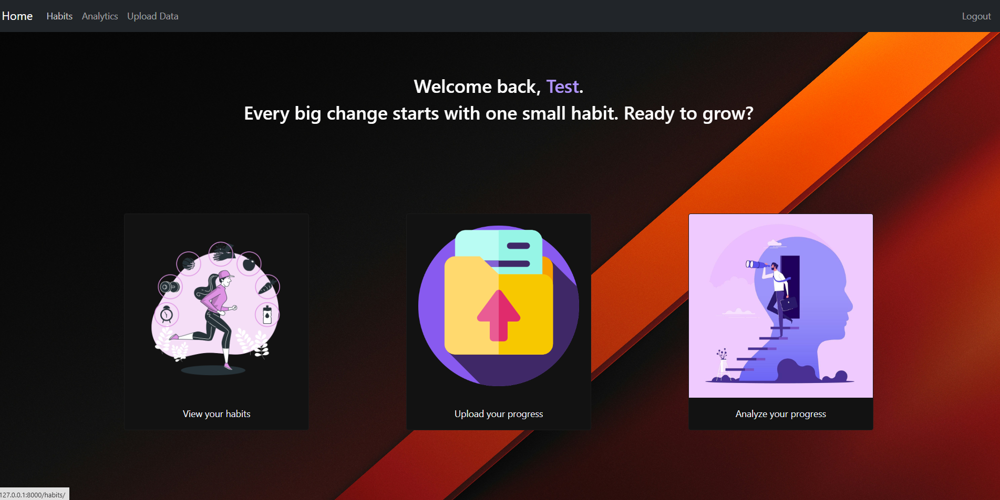 Home Habits Analytics Upload Data Logout
Welcome back, Test.
Every big change starts with one small habit. Ready to grow?
View your habits
Upload your progress
Analyze your progress
127.0.0.1:8000/habits/